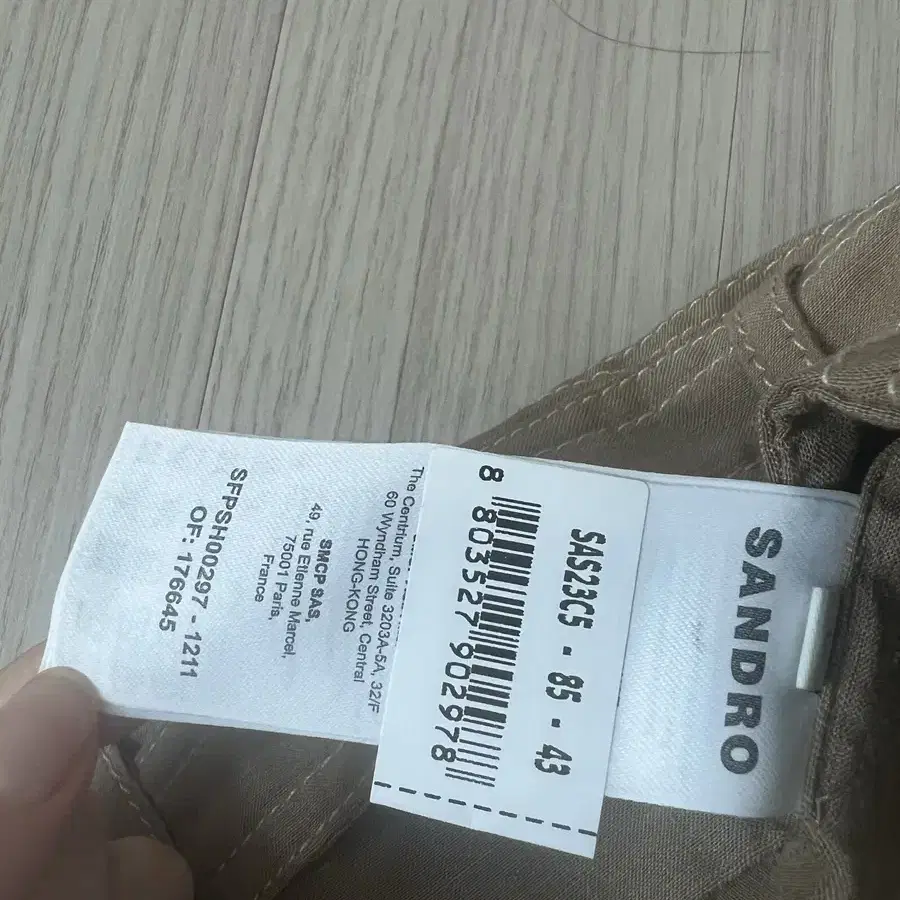 SANDRO
SAS23C5 - 85 - 43
8 803527 902978
The Centrium, Suite 3203A-5A, 32/F
60 Wyndham Street, Central
HONG-KONG
SMCP SAS,
49, rue Etienne Marcel,
75001 Paris,
France
SFPSH00297 - 1211
OF: 176645